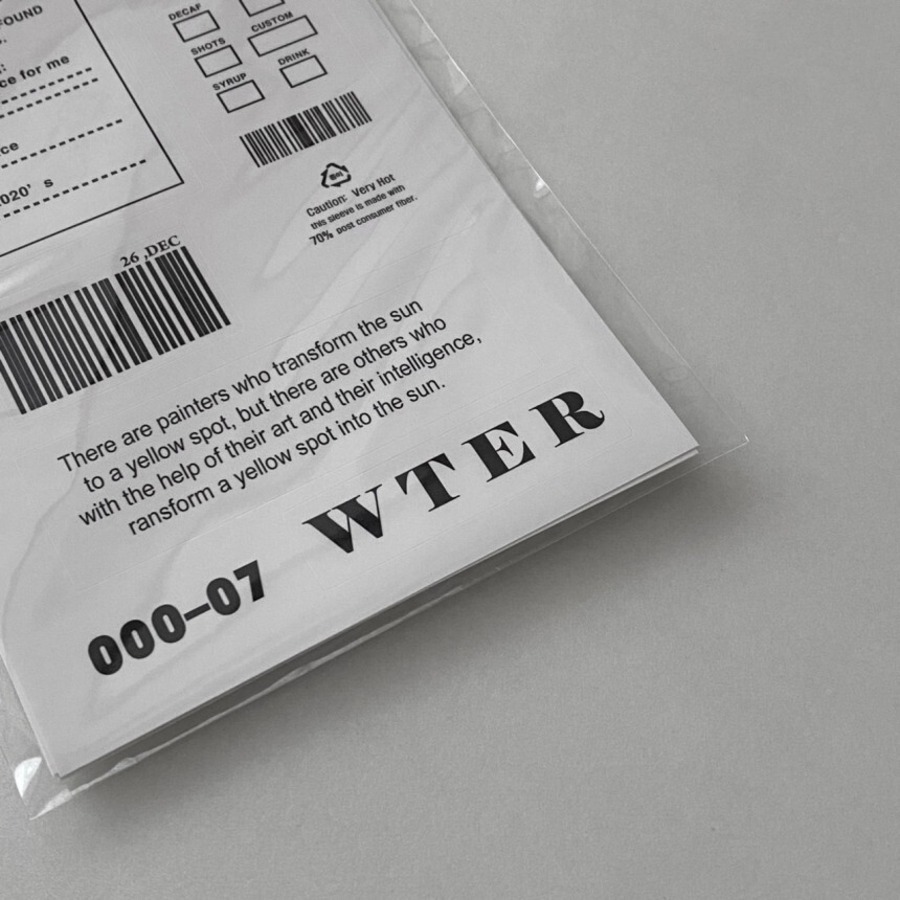 FOUND
ce for me
ce
2020' s
DECAF
CUSTOM
SHOTS
DRINK
SYRUP
Caution: Very Hot
this sleeve is made with
70% post consumer fiber.
26 ,DEC
There are painters who transform the sun
to a yellow spot, but there are others who
with the help of their art and their intelligence,
ransform a yellow spot into the sun.
WTER
000-07